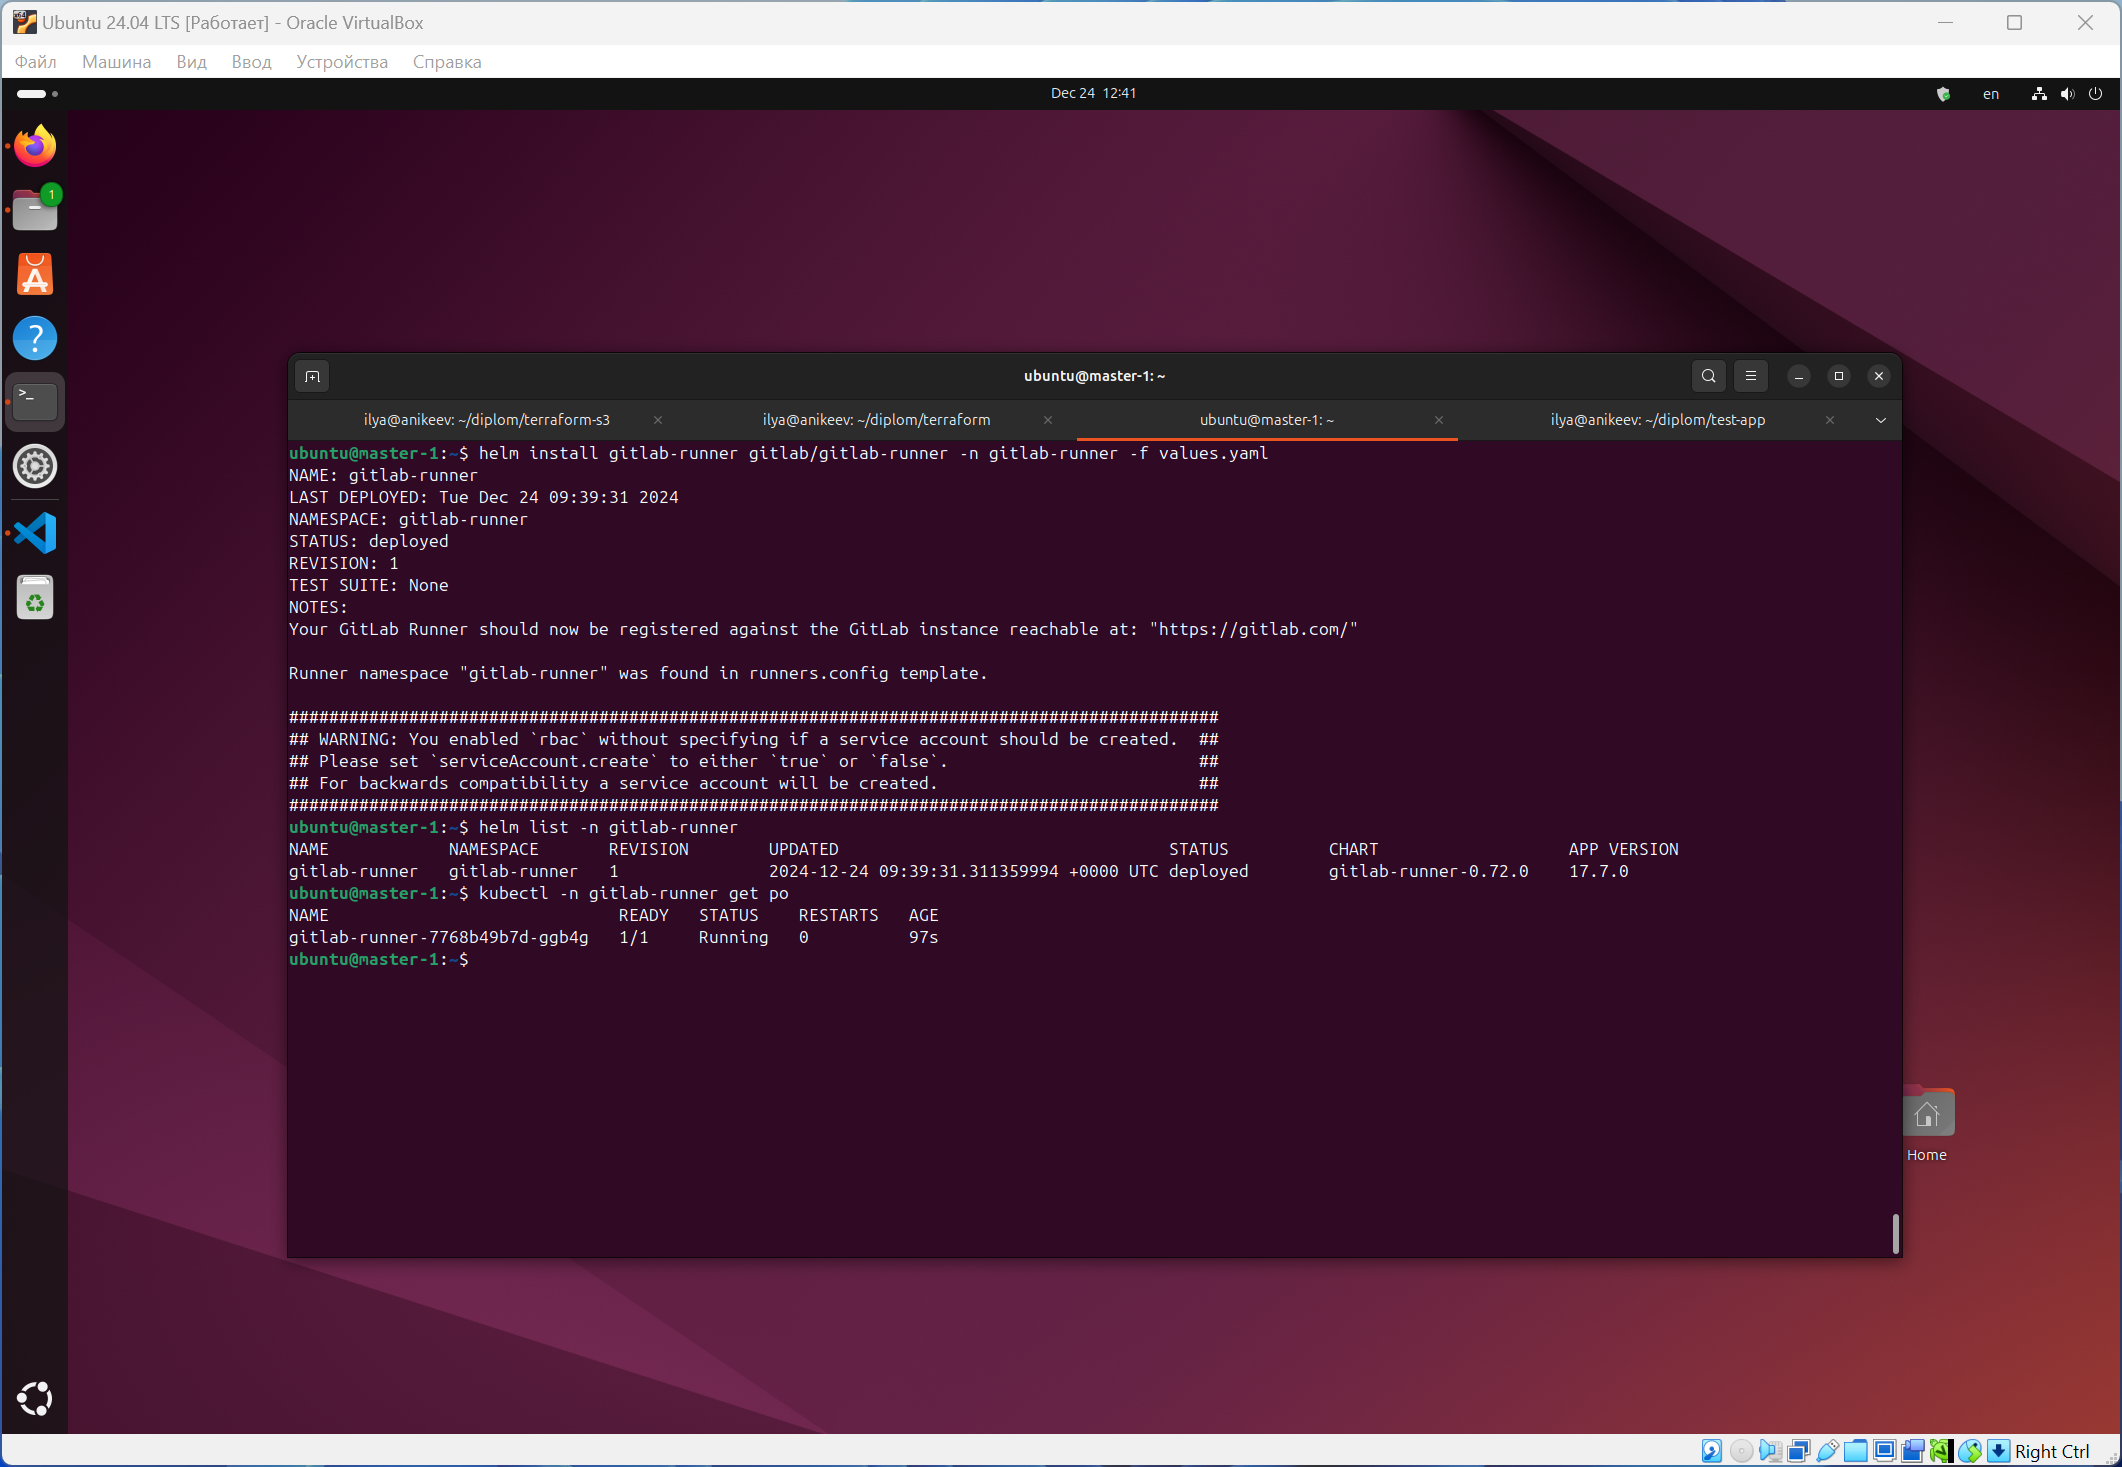 Ubuntu 24.04 LTS [Работает] - Oracle VirtualBox
Файл Машина Вид Ввод Устройства Справка
Dec 24 12:41
en
1
ubuntu@master-1: ~
ilya@anikeev: ~/diplom/terraform-s3
ilya@anikeev: ~/diplom/terraform
ubuntu@master-1: ~
ilya@anikeev: ~/diplom/test-app
ubuntu@master-1:~$ helm install gitlab-runner gitlab/gitlab-runner -n gitlab-runner -f values.yaml
NAME: gitlab-runner
LAST DEPLOYED: Tue Dec 24 09:39:31 2024
NAMESPACE: gitlab-runner
STATUS: deployed
REVISION: 1
TEST SUITE: None
NOTES:
Your GitLab Runner should now be registered against the GitLab instance reachable at: "https://gitlab.com/"
Runner namespace "gitlab-runner" was found in runners.config template.
#############################################################################################
## WARNING: You enabled `rbac` without specifying if a service account should be created.  ##
## Please set `serviceAccount.create` to either `true` or `false`.                         ##
## For backwards compatibility a service account will be created.                          ##
#############################################################################################
ubuntu@master-1:~$ helm list -n gitlab-runner
NAME NAMESPACE REVISION UPDATED STATUS CHART APP VERSION
gitlab-runner gitlab-runner 1 2024-12-24 09:39:31.311359994 +0000 UTC deployed gitlab-runner-0.72.0 17.7.0
ubuntu@master-1:~$ kubectl -n gitlab-runner get po
NAME READY STATUS RESTARTS AGE
gitlab-runner-7768b49b7d-ggb4g 1/1 Running 0 97s
ubuntu@master-1:~$
Home
Right Ctrl